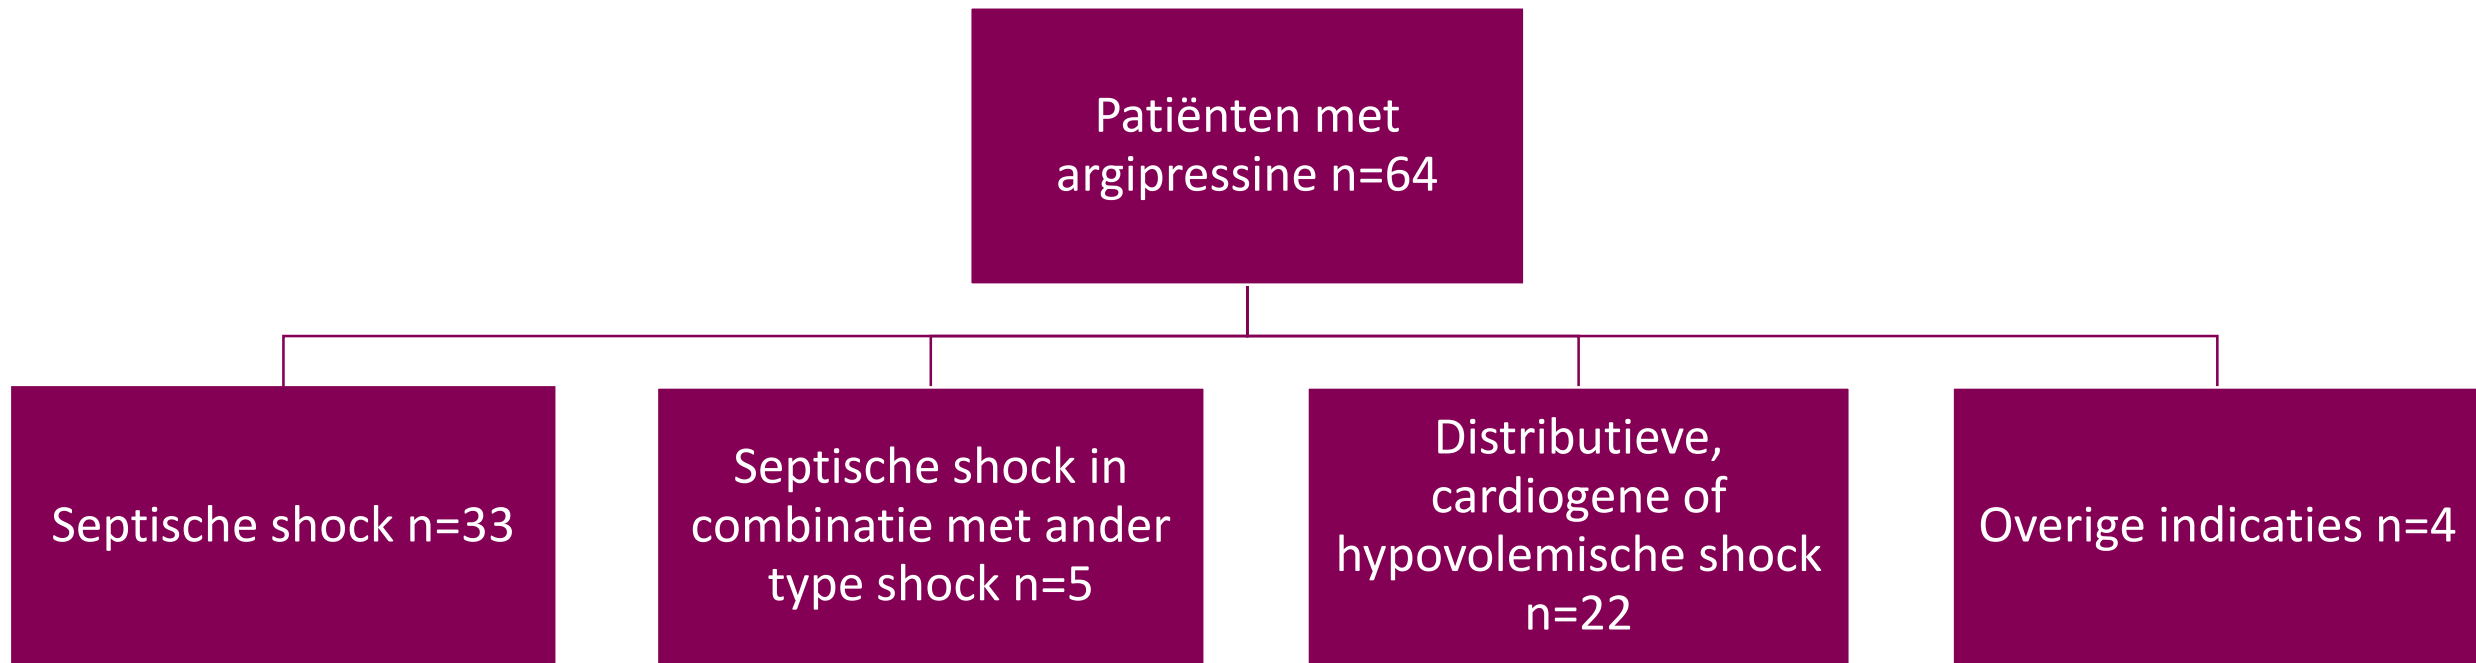 Patiënten met
argipressine n=64
Septische shock n=33
Septische shock in
combinatie met ander
type shock n=5
Distributieve,
cardiogene of
hypovolemische shock
n=22
Overige indicaties n=4